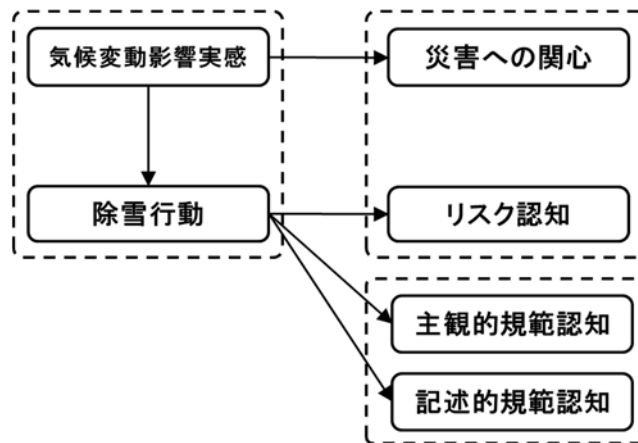 気候変動影響実感
災害への関心
除雪行動
リスク認知
主観的規範認知
記述的規範認知